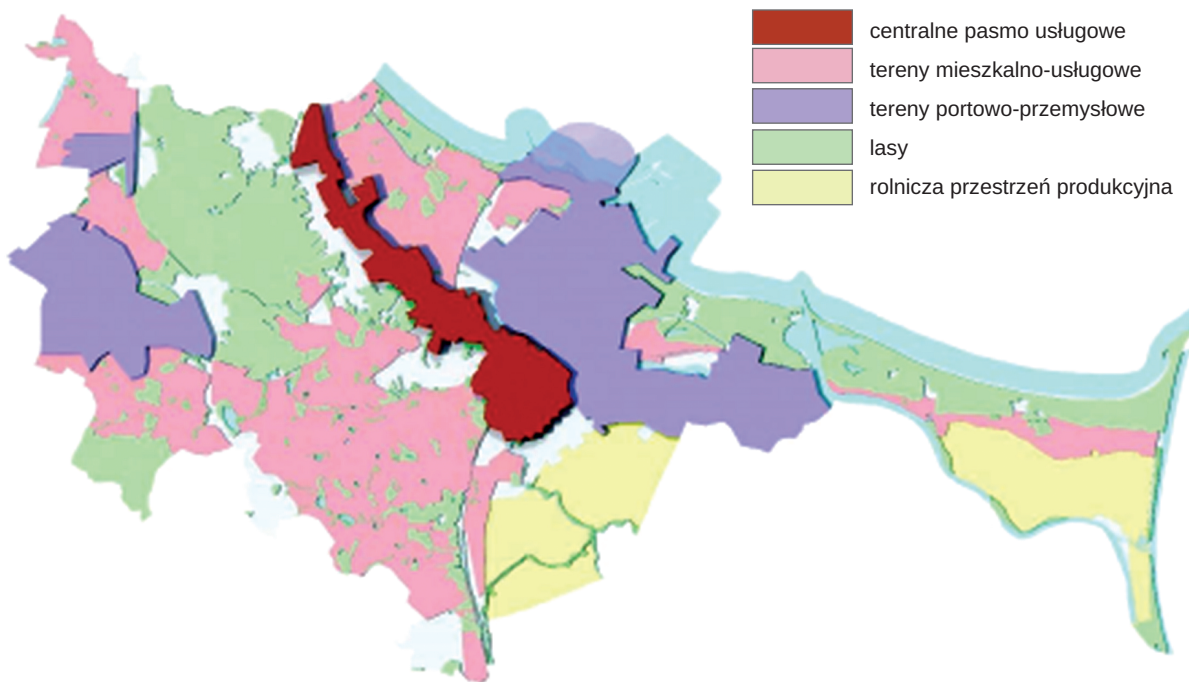 centralne pasmo usługowe
tereny mieszkalno-usługowe
tereny portowo-przemysłowe
lasy
rolnicza przestrzeń produkcyjna